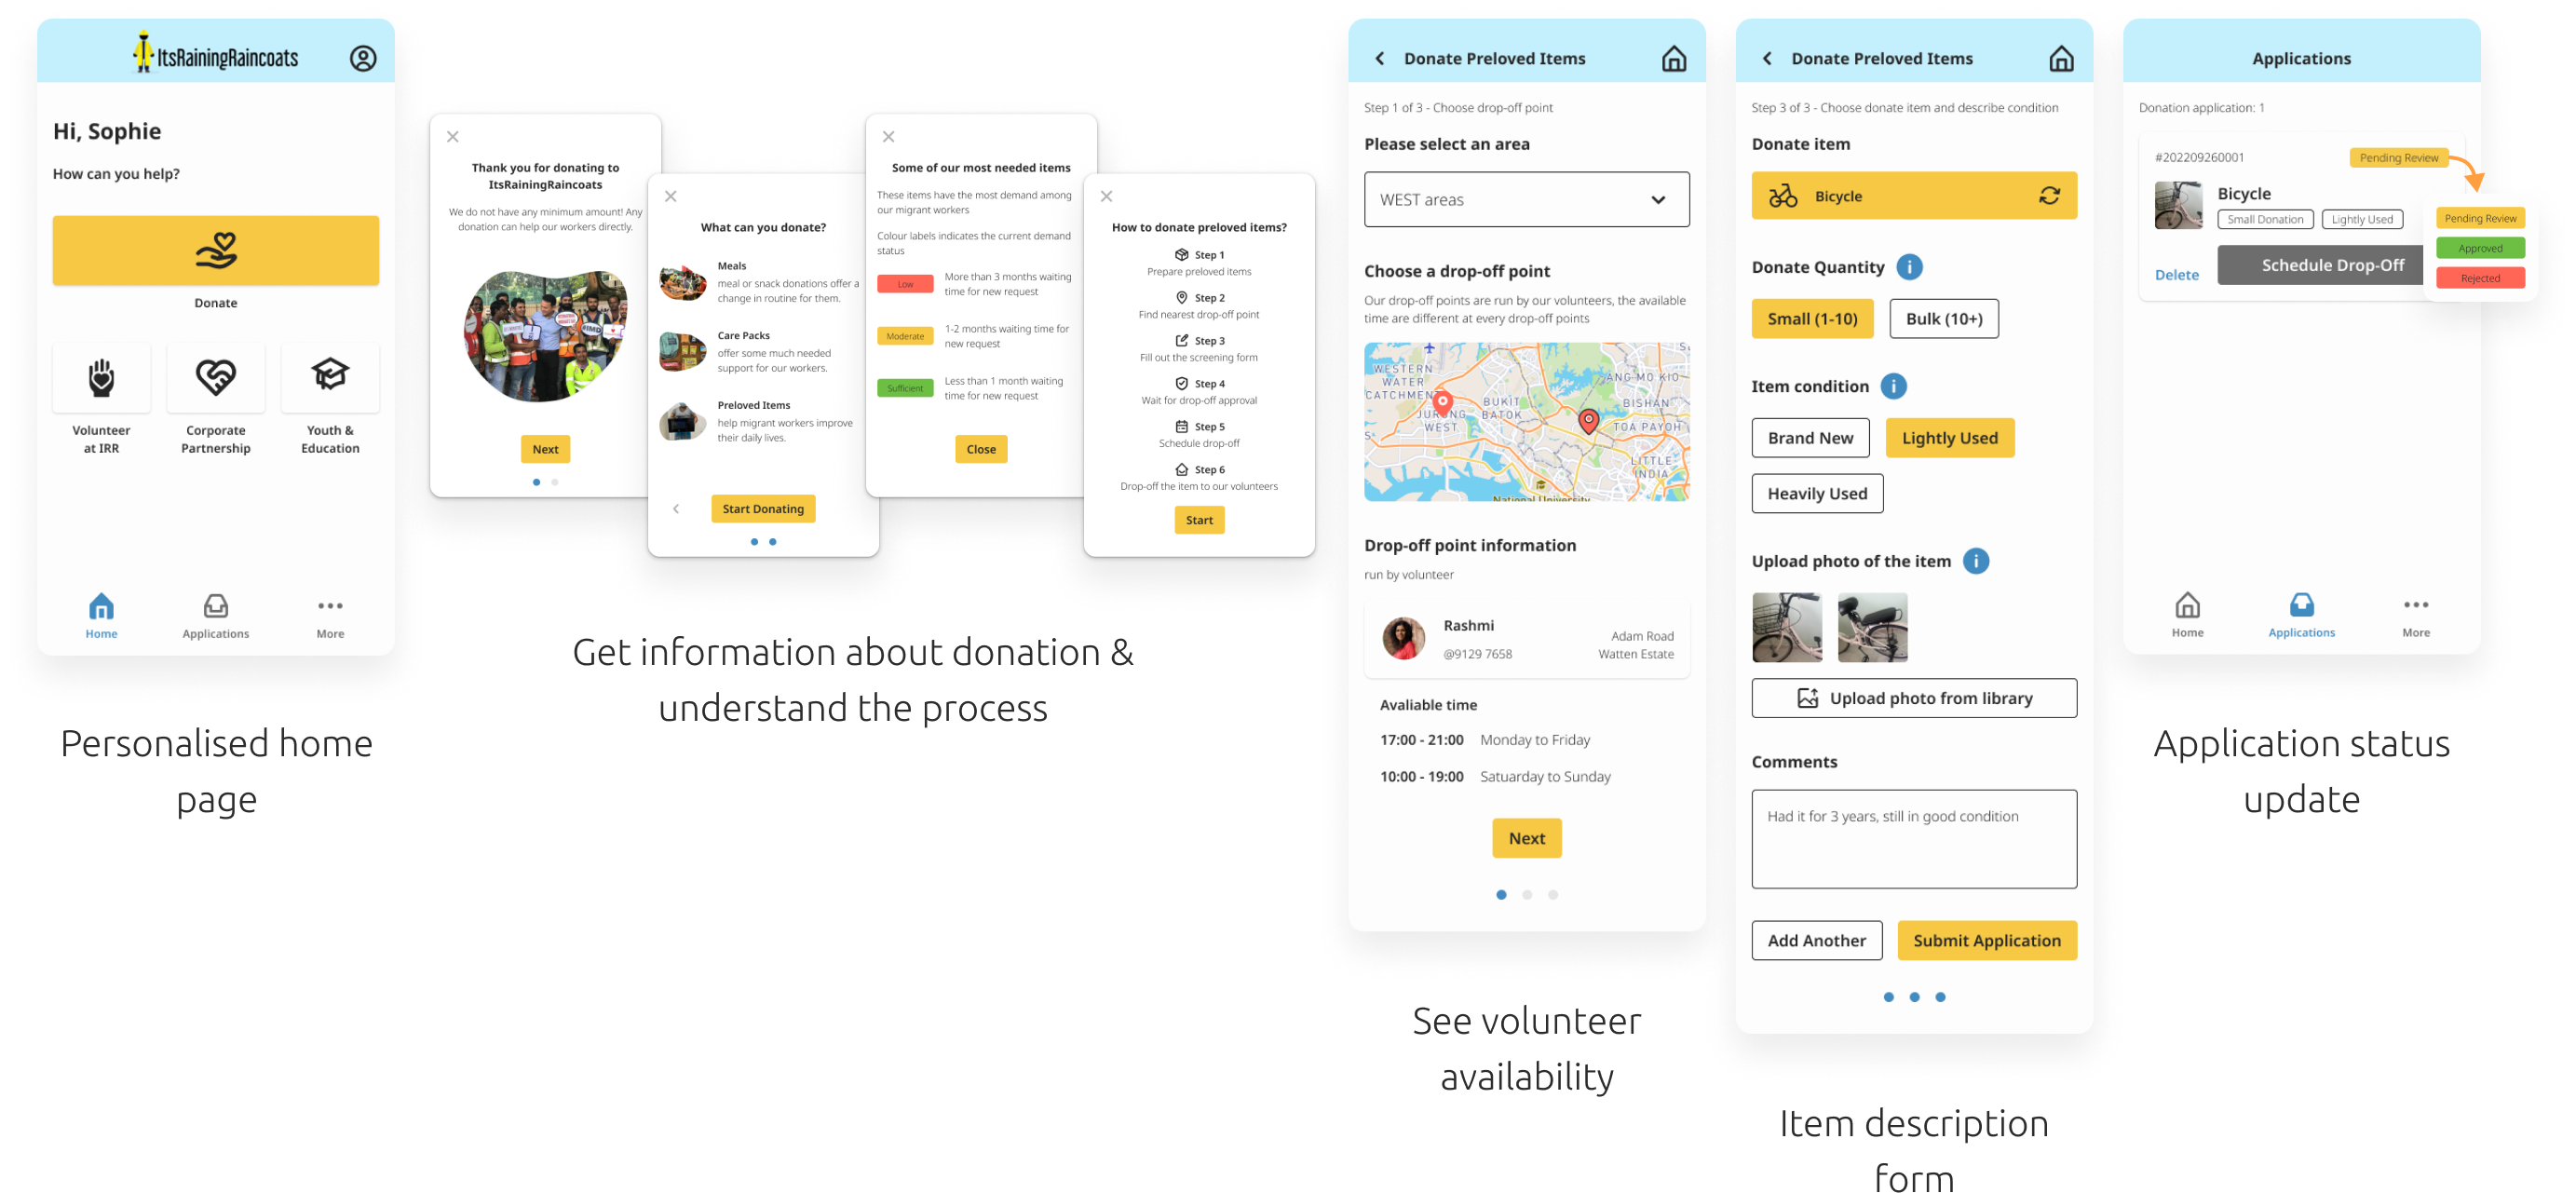 ItsRainingRaincoats
Hi, Sophie
How can you help?
Donate
Volunteer
at IRR
Corporate
Partnership
Youth &
Education
Home
Applications
More
Personalised home
page
Thank you for donating to
ItsRainingRaincoats
We do not have any minimum amount! Any
donation can help our workers directly.
Next
What can you donate?
Meals
meal or snack donations offer a
change in routine for them.
Care Packs
offer some much needed
support for our workers.
Preloved Items
help migrant workers improve
their daily lives.
Start Donating
Some of our most needed items
These items have the most demand among
our migrant workers
Colour labels indicates the current demand
status
Low
More than 3 months waiting
time for new request
Moderate
1-2 months waiting time for
new request
Sufficient
Less than 1 month waiting
time for new request
Close
How to donate preloved items?
Step 1
Prepare preloved items
Step 2
Find nearest drop-off point
Step 3
Fill out the screening form
Step 4
Wait for drop-off approval
Step 5
Schedule drop-off
Step 6
Drop-off the item to our volunteers
Start
Get information about donation &
understand the process
Donate Preloved Items
Step 1 of 3 - Choose drop-off point
Please select an area
WEST areas
Choose a drop-off point
Our drop-off points are run by our volunteers, the available
time are different at every drop-off points
WESTERN
WATER
CATCHMENT
JURONG
WEST
BUKIT
BATOK
ANG MO KIO
BISHAN
TOA PAYOH
LITTLE
INDIA
National University
Drop-off point information
run by volunteer
Rashmi
@9129 7658
Adam Road
Watten Estate
Avaliable time
17:00 - 21:00 Monday to Friday
10:00 - 19:00 Satuarday to Sunday
Next
See volunteer
availability
Donate Preloved Items
Step 3 of 3 - Choose donate item and describe condition
Donate item
Bicycle
Donate Quantity i
Small (1-10)
Bulk (10+)
Item condition i
Brand New
Lightly Used
Heavily Used
Upload photo of the item i
Upload photo from library
Comments
Had it for 3 years, still in good condition
Add Another
Submit Application
Item description
form
Applications
Donation application: 1
#202209260001
Pending Review
Bicycle
Small Donation
Lightly Used
Delete
Schedule Drop-Off
Pending Review
Approved
Rejected
Home
Applications
More
Application status
update